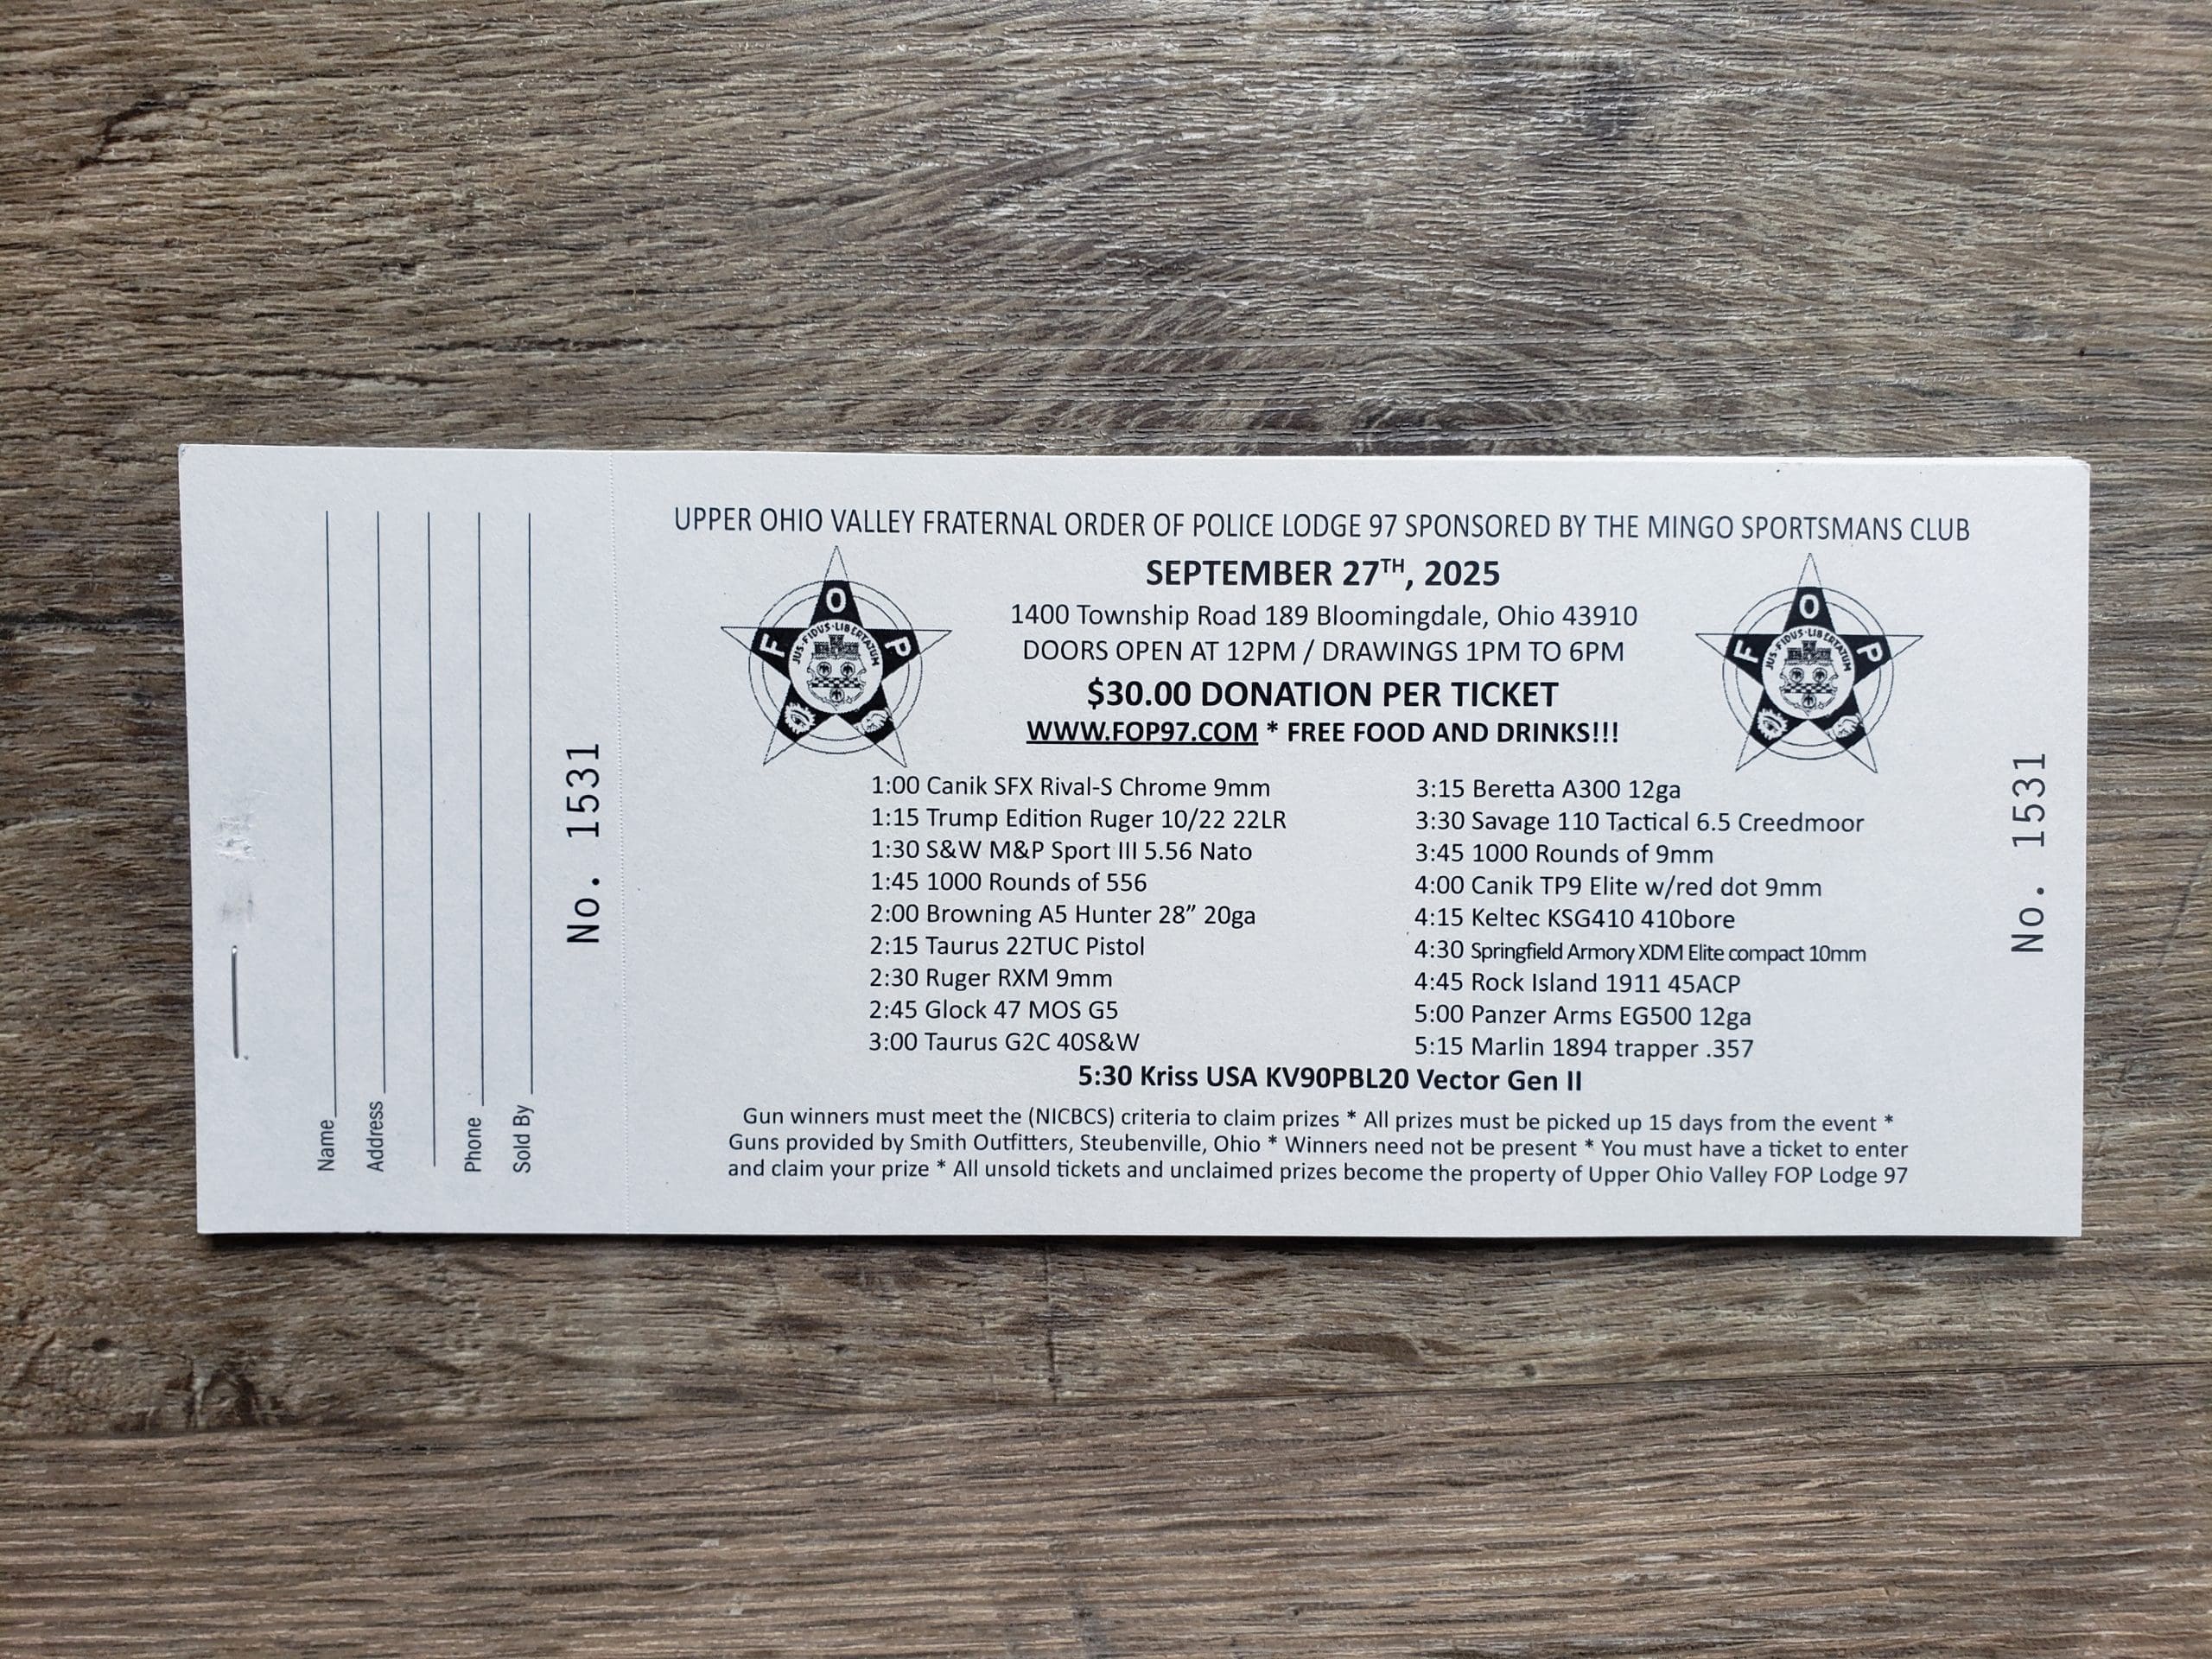 Name
Address
Phone
Sold By
No. 1531
UPPER OHIO VALLEY FRATERNAL ORDER OF POLICE LODGE 97 SPONSORED BY THE MINGO SPORTSMANS CLUB
SEPTEMBER 27TH, 2025
1400 Township Road 189 Bloomingdale, Ohio 43910
DOORS OPEN AT 12PM / DRAWINGS 1PM TO 6PM
$30.00 DONATION PER TICKET
WWW.FOP97.COM * FREE FOOD AND DRINKS!!!
F O P
JUS·FIDUS·LIBERTATUM
F O P
JUS·FIDUS·LIBERTATUM
1:00 Canik SFX Rival-S Chrome 9mm
1:15 Trump Edition Ruger 10/22 22LR
1:30 S&W M&P Sport III 5.56 Nato
1:45 1000 Rounds of 556
2:00 Browning A5 Hunter 28” 20ga
2:15 Taurus 22TUC Pistol
2:30 Ruger RXM 9mm
2:45 Glock 47 MOS G5
3:00 Taurus G2C 40S&W
3:15 Beretta A300 12ga
3:30 Savage 110 Tactical 6.5 Creedmoor
3:45 1000 Rounds of 9mm
4:00 Canik TP9 Elite w/red dot 9mm
4:15 Keltec KSG410 410bore
4:30 Springfield Armory XDM Elite compact 10mm
4:45 Rock Island 1911 45ACP
5:00 Panzer Arms EG500 12ga
5:15 Marlin 1894 trapper .357
5:30 Kriss USA KV90PBL20 Vector Gen II
Gun winners must meet the (NICBCS) criteria to claim prizes * All prizes must be picked up 15 days from the event *
Guns provided by Smith Outfitters, Steubenville, Ohio * Winners need not be present * You must have a ticket to enter
and claim your prize * All unsold tickets and unclaimed prizes become the property of Upper Ohio Valley FOP Lodge 97
No. 1531